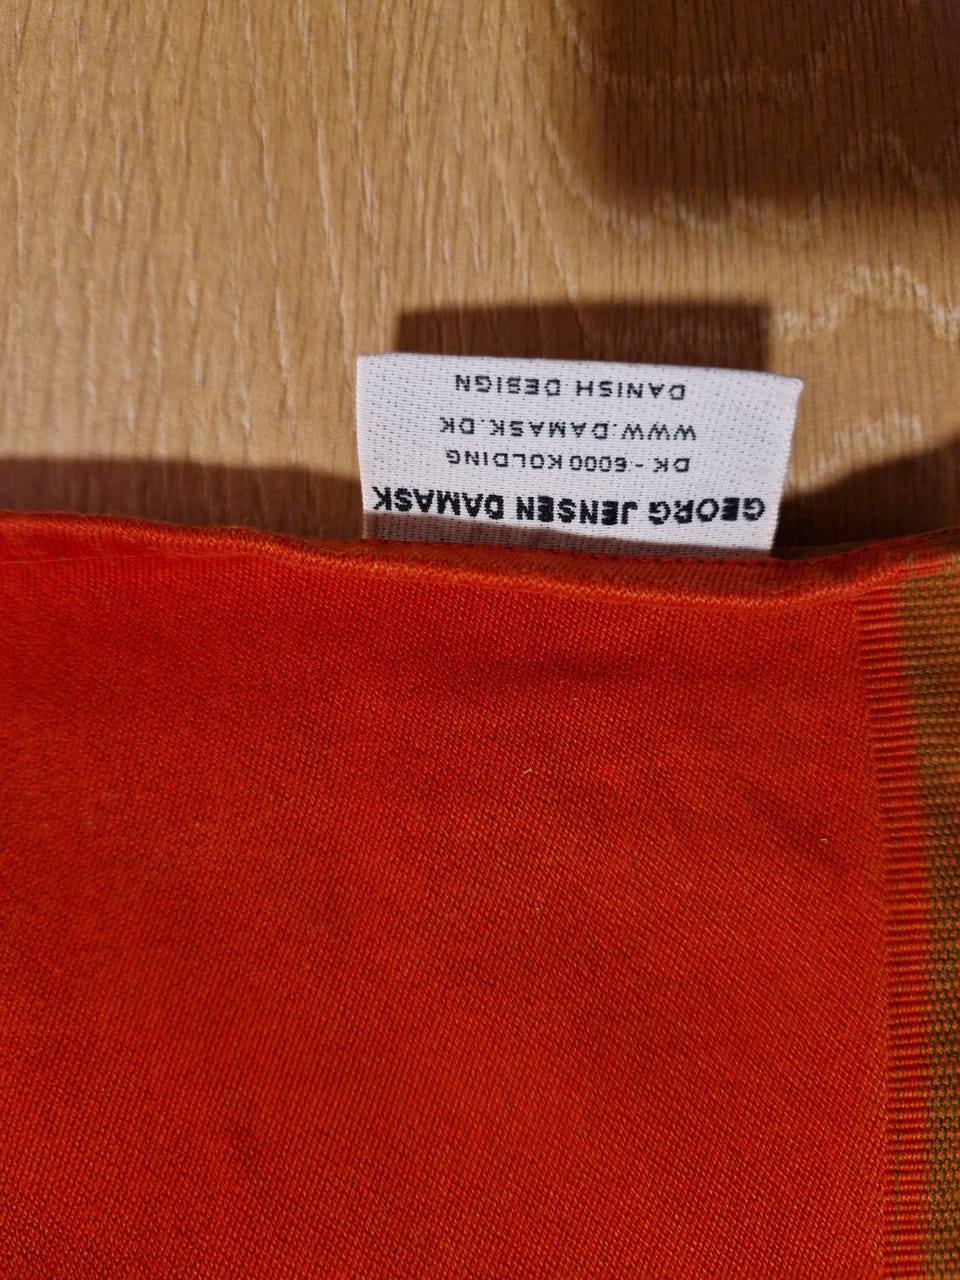 GEORG JENSEN DAMASK
DK - 6000 KOLDING
WWW.DAMASK.DK
DANISH DESIGN